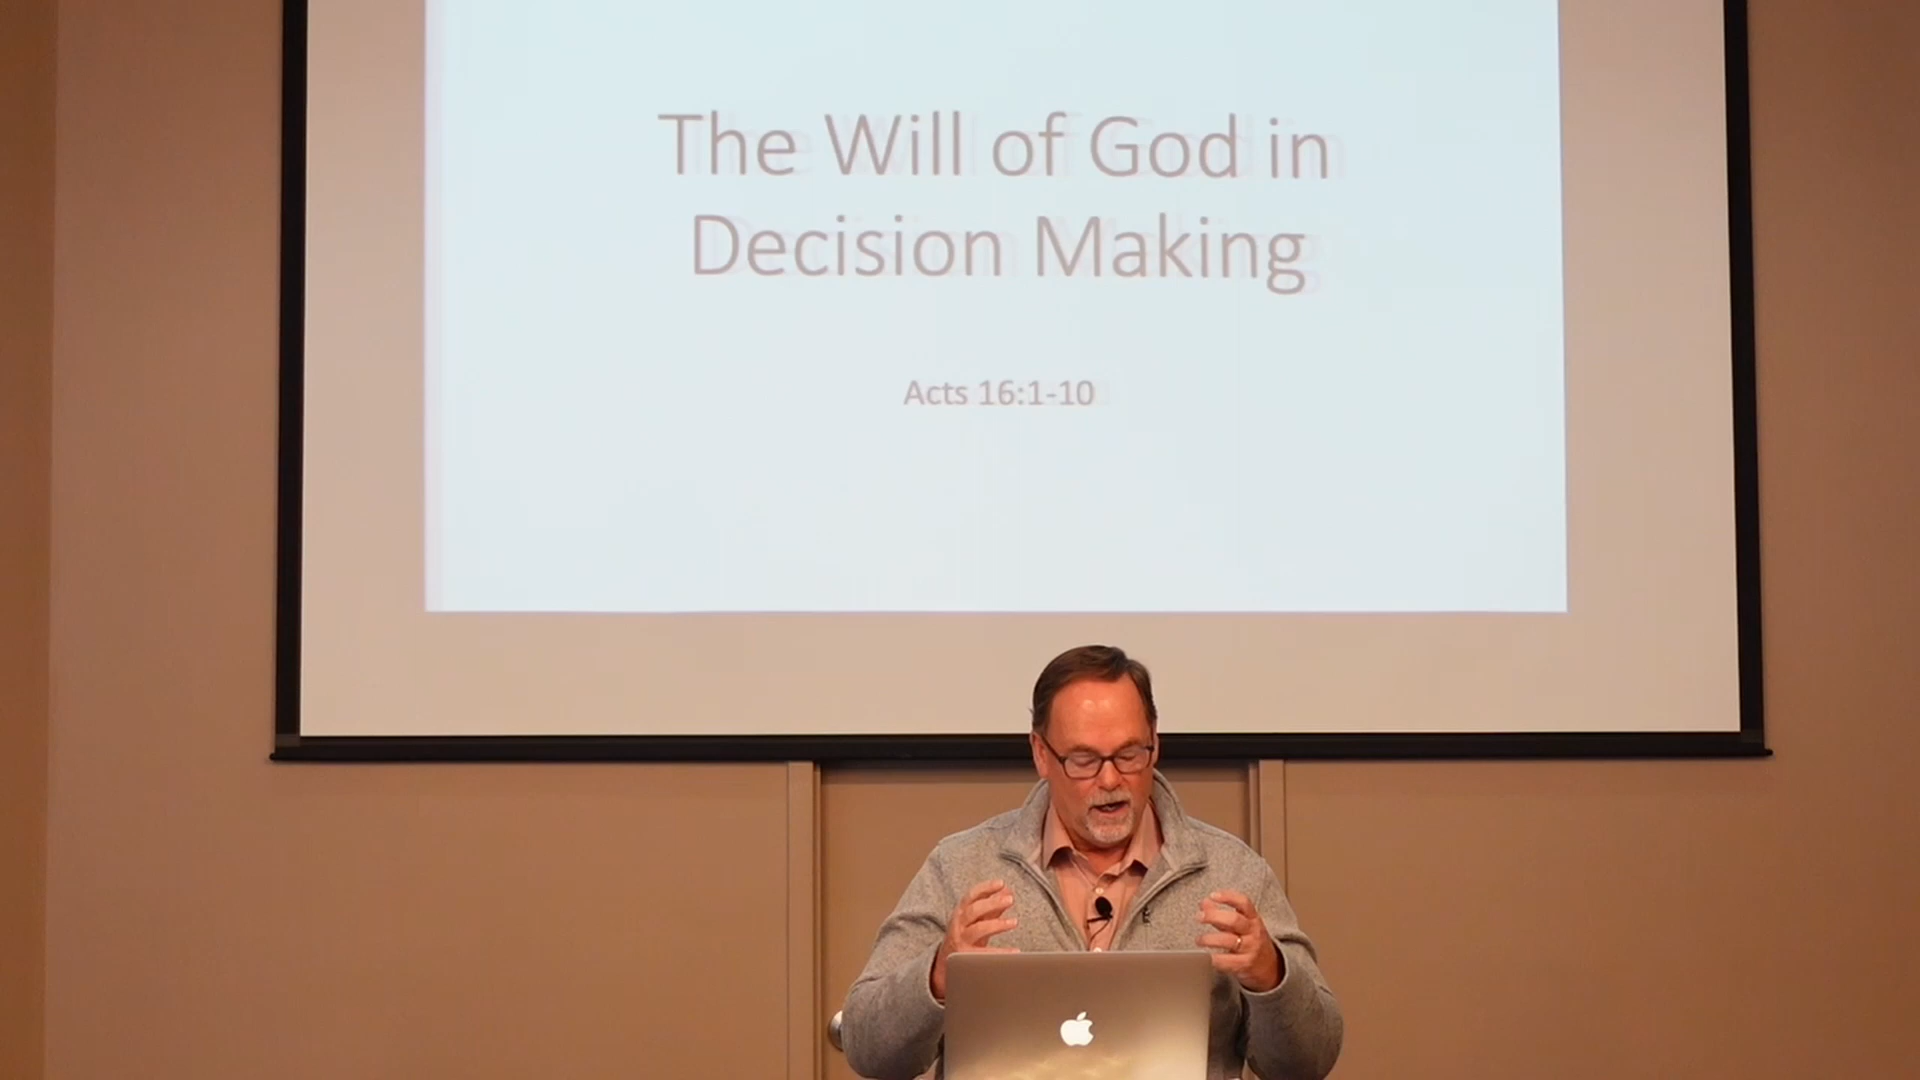 The Will of God in
Decision Making
Acts 16:1-10